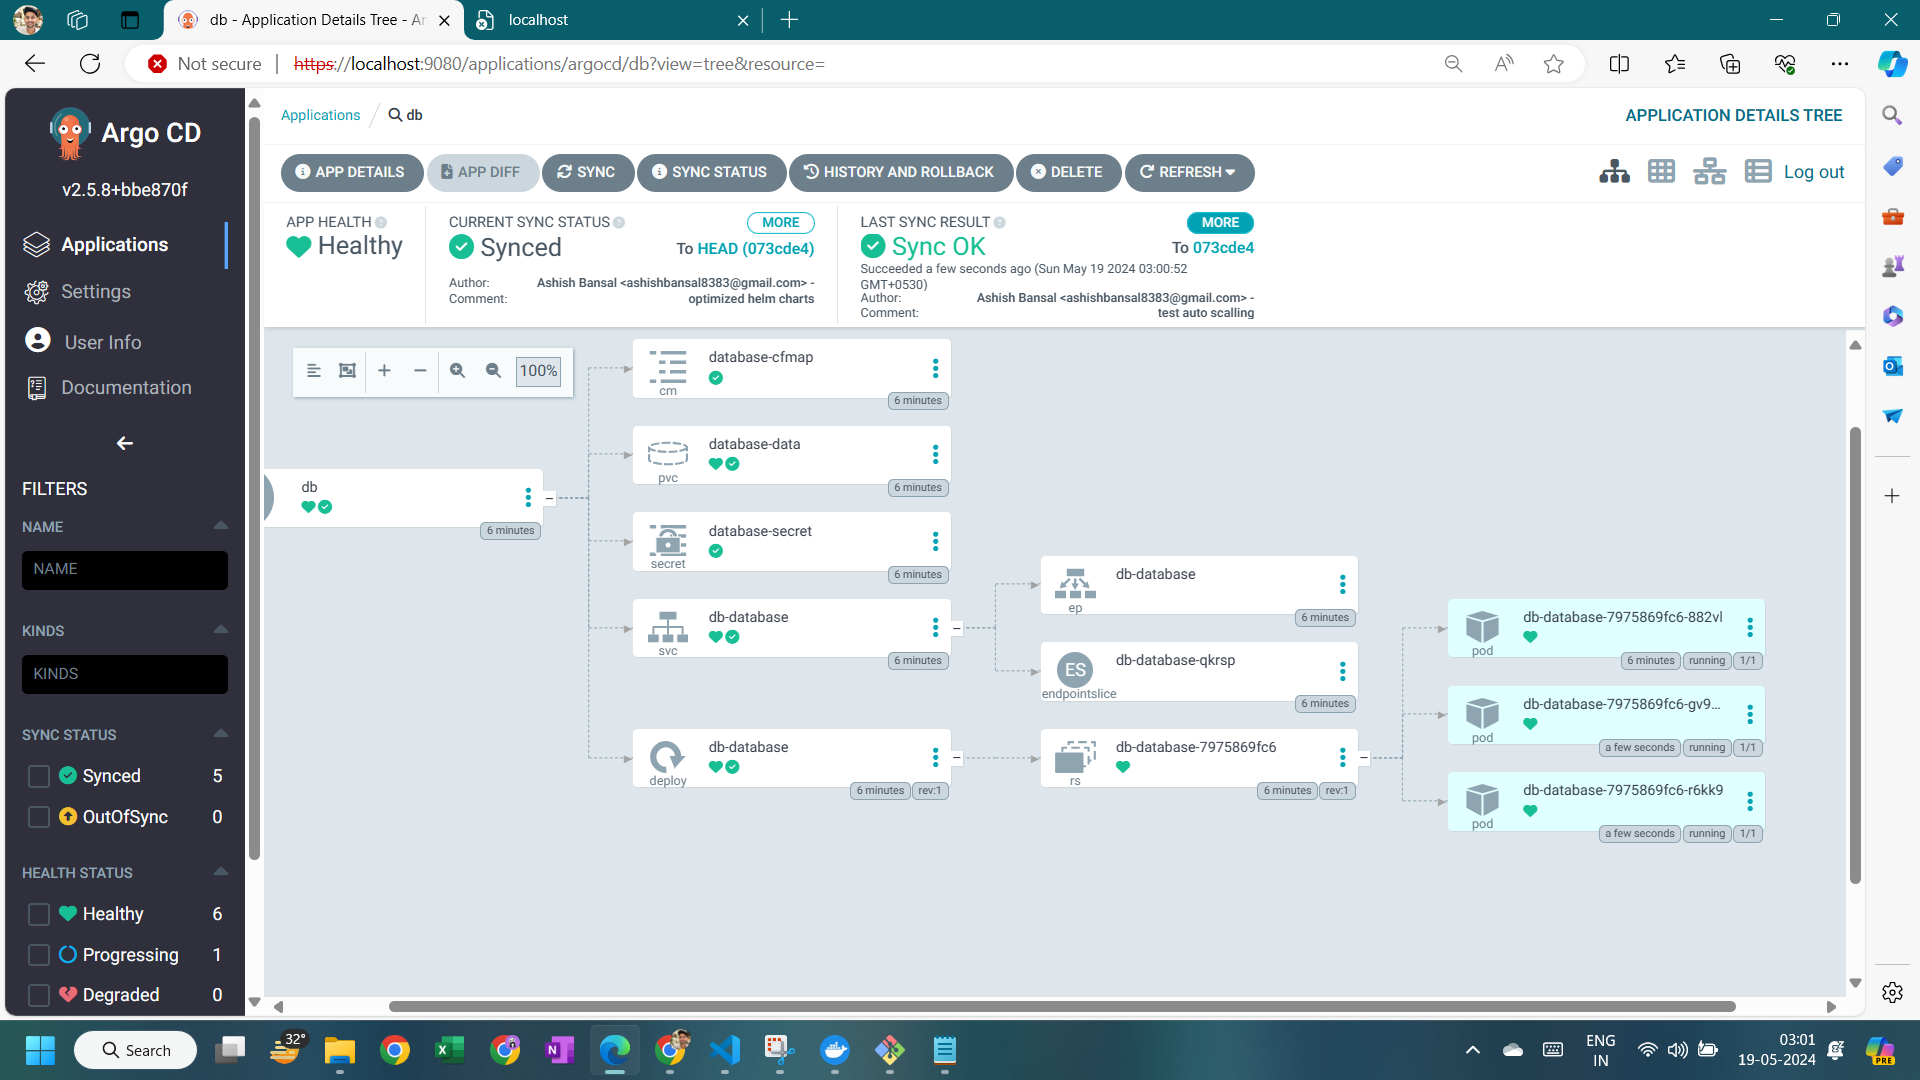 db - Application Details Tree - Ar
localhost
Not secure
https://localhost:9080/applications/argocd/db?view=tree&resource=
Argo CD
v2.5.8+bbe870f
Applications
Settings
User Info
Documentation
FILTERS
NAME
NAME
KINDS
KINDS
SYNC STATUS
Synced 5
OutOfSync 0
HEALTH STATUS
Healthy 6
Progressing 1
Degraded 0
Applications / db
APPLICATION DETAILS TREE
APP DETAILS
APP DIFF
SYNC
SYNC STATUS
HISTORY AND ROLLBACK
DELETE
REFRESH
Log out
APP HEALTH
Healthy
CURRENT SYNC STATUS
MORE
Synced
To HEAD (073cde4)
Author: Ashish Bansal <ashishbansal8383@gmail.com> -
Comment: optimized helm charts
LAST SYNC RESULT
MORE
Sync OK
To 073cde4
Succeeded a few seconds ago (Sun May 19 2024 03:00:52
GMT+0530)
Author: Ashish Bansal <ashishbansal8383@gmail.com> -
Comment: test auto scalling
100%
db
6 minutes
database-cfmap
cm
6 minutes
database-data
pvc
6 minutes
database-secret
secret
6 minutes
db-database
svc
6 minutes
db-database
deploy
6 minutes rev:1
db-database
ep
6 minutes
ES
db-database-qkrsp
endpointslice
6 minutes
db-database-7975869fc6
rs
6 minutes rev:1
db-database-7975869fc6-882vl
pod
6 minutes running 1/1
db-database-7975869fc6-gv9...
pod
a few seconds running 1/1
db-database-7975869fc6-r6kk9
pod
a few seconds running 1/1
Search
32°
ENG
IN
03:01
19-05-2024
PRE